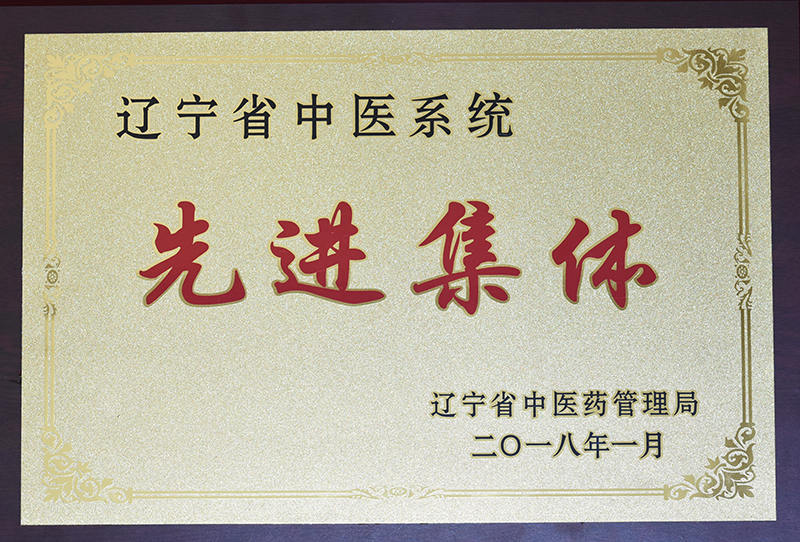 辽宁省中医系统
先进集体
辽宁省中医药管理局
二〇一八年一月